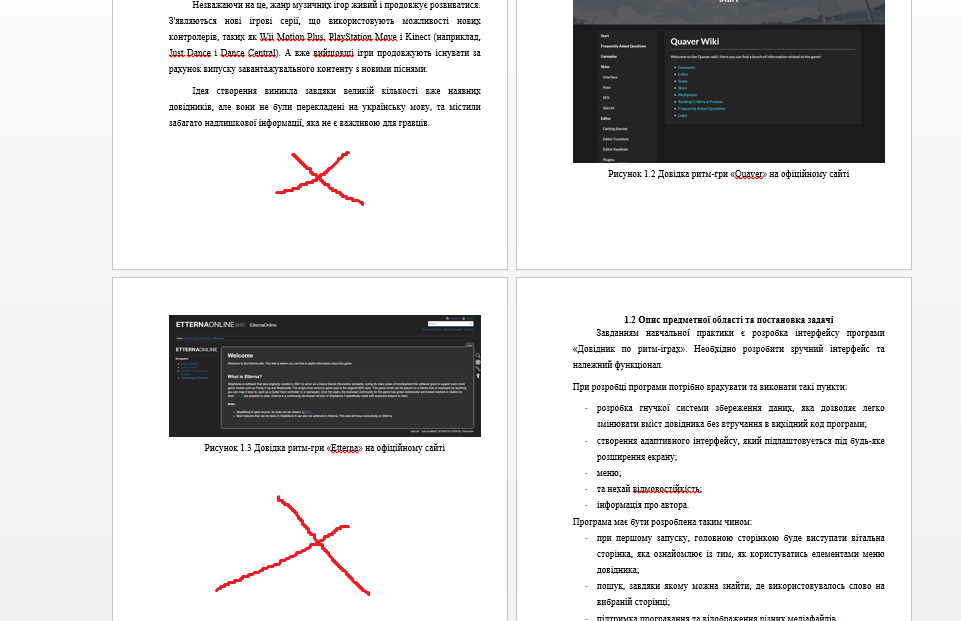 Незважаючи на це, жанр музичних ігор живий і продовжує розвиватися.
З'являються нові ігрові серії, що використовують можливості нових
контролерів, таких як Wii Motion Plus, PlayStation Move и Kinect (наприклад,
Just Dance і Dance Central). А вже вийшовші ігри продовжують існувати за
рахунок випуску завантажувального контенту з новими піснями.
Ідея створення виникла завдяки великій кількості вже наявних
довідників, але вони не були перекладені на українську мову, та містили
забагато надлишкової інформації, яка не є важливою для гравців.
Start
Start
Frequently Asked Questions
Gameplay
Skins
Interface
Keys
SFX
Skin.ini
Editor
Getting Started
Editor Functions
Editor Keybinds
Plugins
Quaver Wiki
Welcome to the Quaver wiki! Here you can find a bunch of information related to the game!
Gameplay
Editor
Rules
Skins
Multiplayer
Ranking Criteria & Process
Frequently Asked Questions
Legal
Рисунок 1.2 Довідка ритм-гри «Quaver» на офіційному сайті
ETTERNAONLINE WIKI EtternaOnline
ETTERNAONLINE
Welcome
Welcome to the Etterna wiki. This site is where you can find in depth information about the game.
What is Etterna?
Рисунок 1.3 Довідка ритм-гри «Etterna» на офіційному сайті
1.2 Опис предметної області та постановка задачі
Завданням навчальної практики є розробка інтерфейсу програми
«Довідник по ритм-іграх». Необхідно розробити зручний інтерфейс та
належний функціонал.
При розробці програми потрібно врахувати та виконати такі пункти:
- розробка гнучкої системи збереження даних, яка дозволяє легко
змінювати вміст довідника без втручання в вихідний код програми;
- створення адаптивного інтерфейсу, який підлаштовується під будь-яке
розширення екрану;
- меню;
- та нехай відмовостійкість;
- інформація про автора.
Програма має бути розроблена таким чином:
- при першому запуску, головною сторінкою буде виступати вітальна
сторінка, яка ознайомлює із тим, як користуватись елементами меню
довідника;
- пошук, завдяки якому можна знайти, де використовувалось слово на
вибраній сторінці;
- підтримка програвання та відображення різних медіафайлів